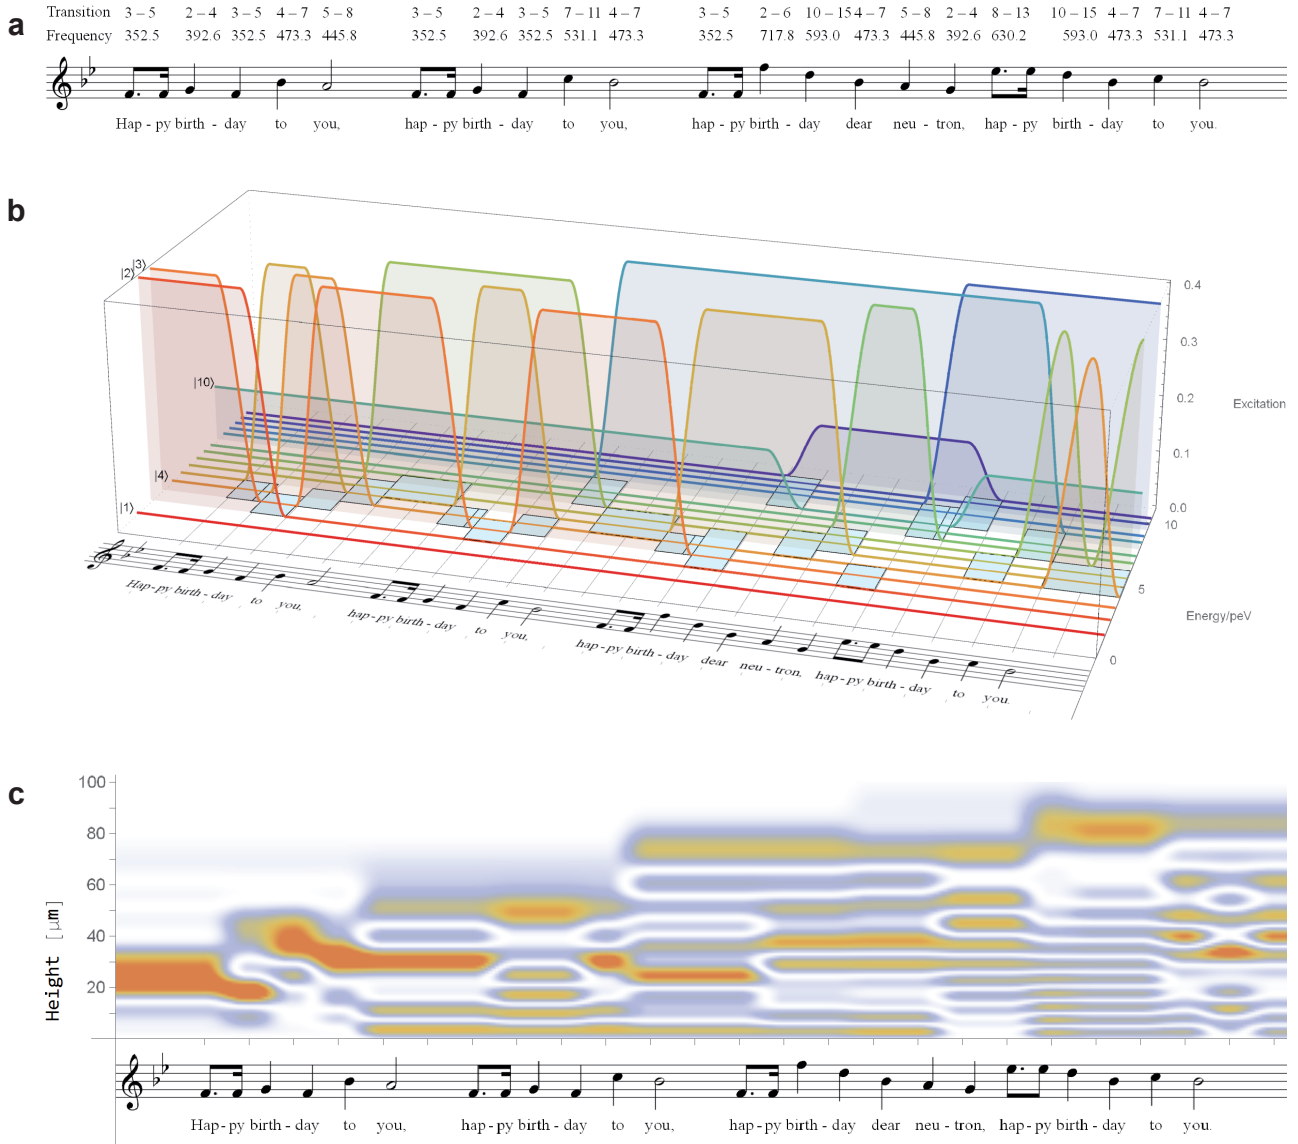 a
Transition 3 – 5 2 – 4 3 – 5 4 – 7 5 – 8 3 – 5 2 – 4 3 – 5 7 – 11 4 – 7 3 – 5 2 – 6 10 – 15 4 – 7 5 – 8 2 – 4 8 – 13 10 – 15 4 – 7 7 – 11 4 – 7
Frequency 352.5 392.6 352.5 473.3 445.8 352.5 392.6 352.5 531.1 473.3 352.5 717.8 593.0 473.3 445.8 392.6 630.2 593.0 473.3 531.1 473.3
Hap - py birth - day to you, hap - py birth - day to you, hap - py birth - day dear neu - tron, hap - py birth - day to you.
b
|3⟩
|2⟩
|10⟩
|4⟩
|1⟩
0.4
0.3
0.2
0.1
0.0
Excitation
10
5
0
Energy/peV
Hap - py birth - day to you. hap - py birth - day to you. hap - py birth - day dear neu - tron. hap - py birth - day to you.
c
100
80
60
40
20
Height [μm]
Hap - py birth - day to you, hap - py birth - day to you, hap - py birth - day dear neu - tron, hap - py birth - day to you.